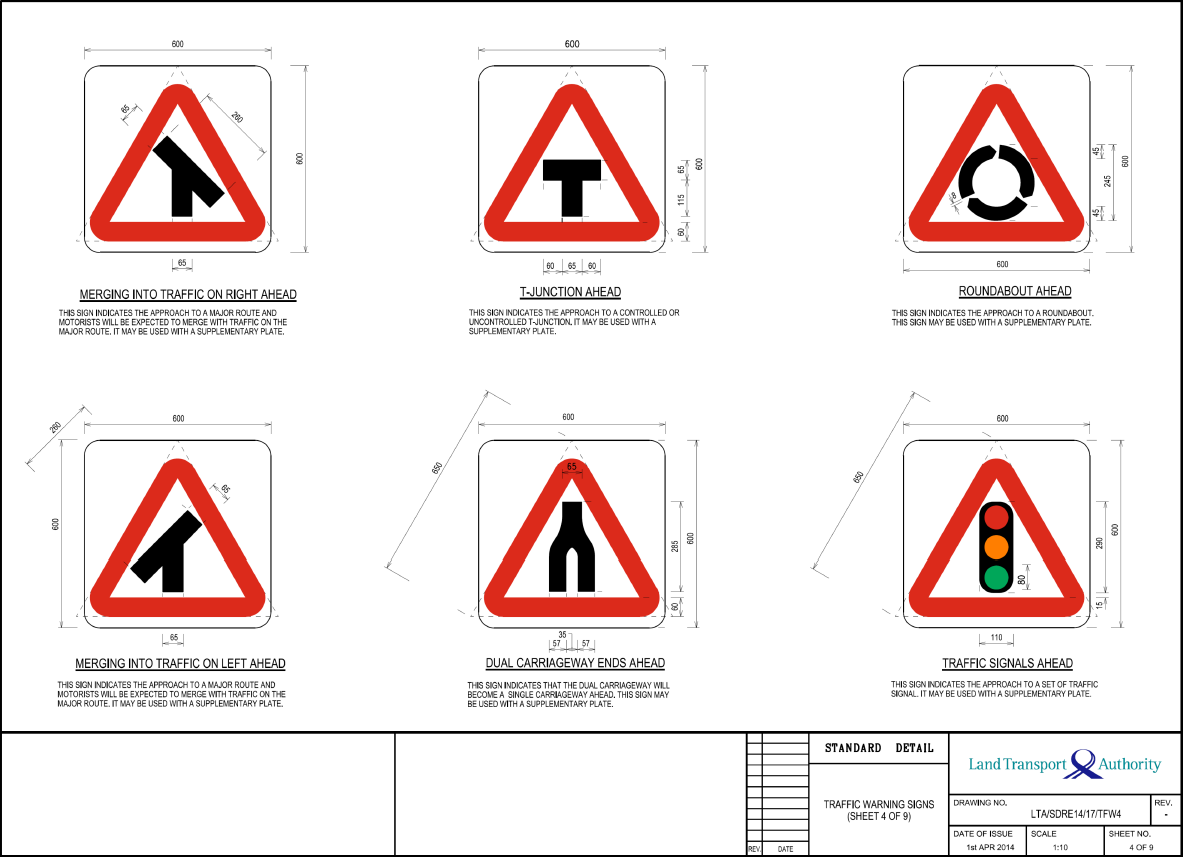 600
65
260
600
65
MERGING INTO TRAFFIC ON RIGHT AHEAD
THIS SIGN INDICATES THE APPROACH TO A MAJOR ROUTE AND
MOTORISTS WILL BE EXPECTED TO MERGE WITH TRAFFIC ON THE
MAJOR ROUTE. IT MAY BE USED WITH A SUPPLEMENTARY PLATE.
600
600
65
115
60
60 65 60
T-JUNCTION AHEAD
THIS SIGN INDICATES THE APPROACH TO A CONTROLLED OR
UNCONTROLLED T-JUNCTION. IT MAY BE USED WITH A
SUPPLEMENTARY PLATE.
45
600
245
45
600
ROUNDABOUT AHEAD
THIS SIGN INDICATES THE APPROACH TO A ROUNDABOUT.
THIS SIGN MAY BE USED WITH A SUPPLEMENTARY PLATE.
260
600
65
600
65
MERGING INTO TRAFFIC ON LEFT AHEAD
THIS SIGN INDICATES THE APPROACH TO A MAJOR ROUTE AND
MOTORISTS WILL BE EXPECTED TO MERGE WITH TRAFFIC ON THE
MAJOR ROUTE. IT MAY BE USED WITH A SUPPLEMENTARY PLATE.
600
650
65
285
600
60
35
57 57
DUAL CARRIAGEWAY ENDS AHEAD
THIS SIGN INDICATES THAT THE DUAL CARRIAGEWAY WILL
BECOME A SINGLE CARRIAGEVAY AHEAD. THIS SIGN MAY
BE USED WITH A SUPPLEMENTARY PLATE.
600
650
290
600
80
15
110
TRAFFIC SIGNALS AHEAD
THIS SIGN INDICATES THE APPROACH TO A SET OF TRAFFIC
SIGNAL. IT MAY BE USED WITH A SUPPLEMENTARY PLATE.
REV. DATE
STANDARD DETAIL
TRAFFIC WARNING SIGNS
(SHEET 4 OF 9)
Land Transport Authority
DRAWING NO.
LTA/SDRE14/17/TFW4
REV.
-
DATE OF ISSUE
1st APR 2014
SCALE
1:10
SHEET NO.
4 OF 9